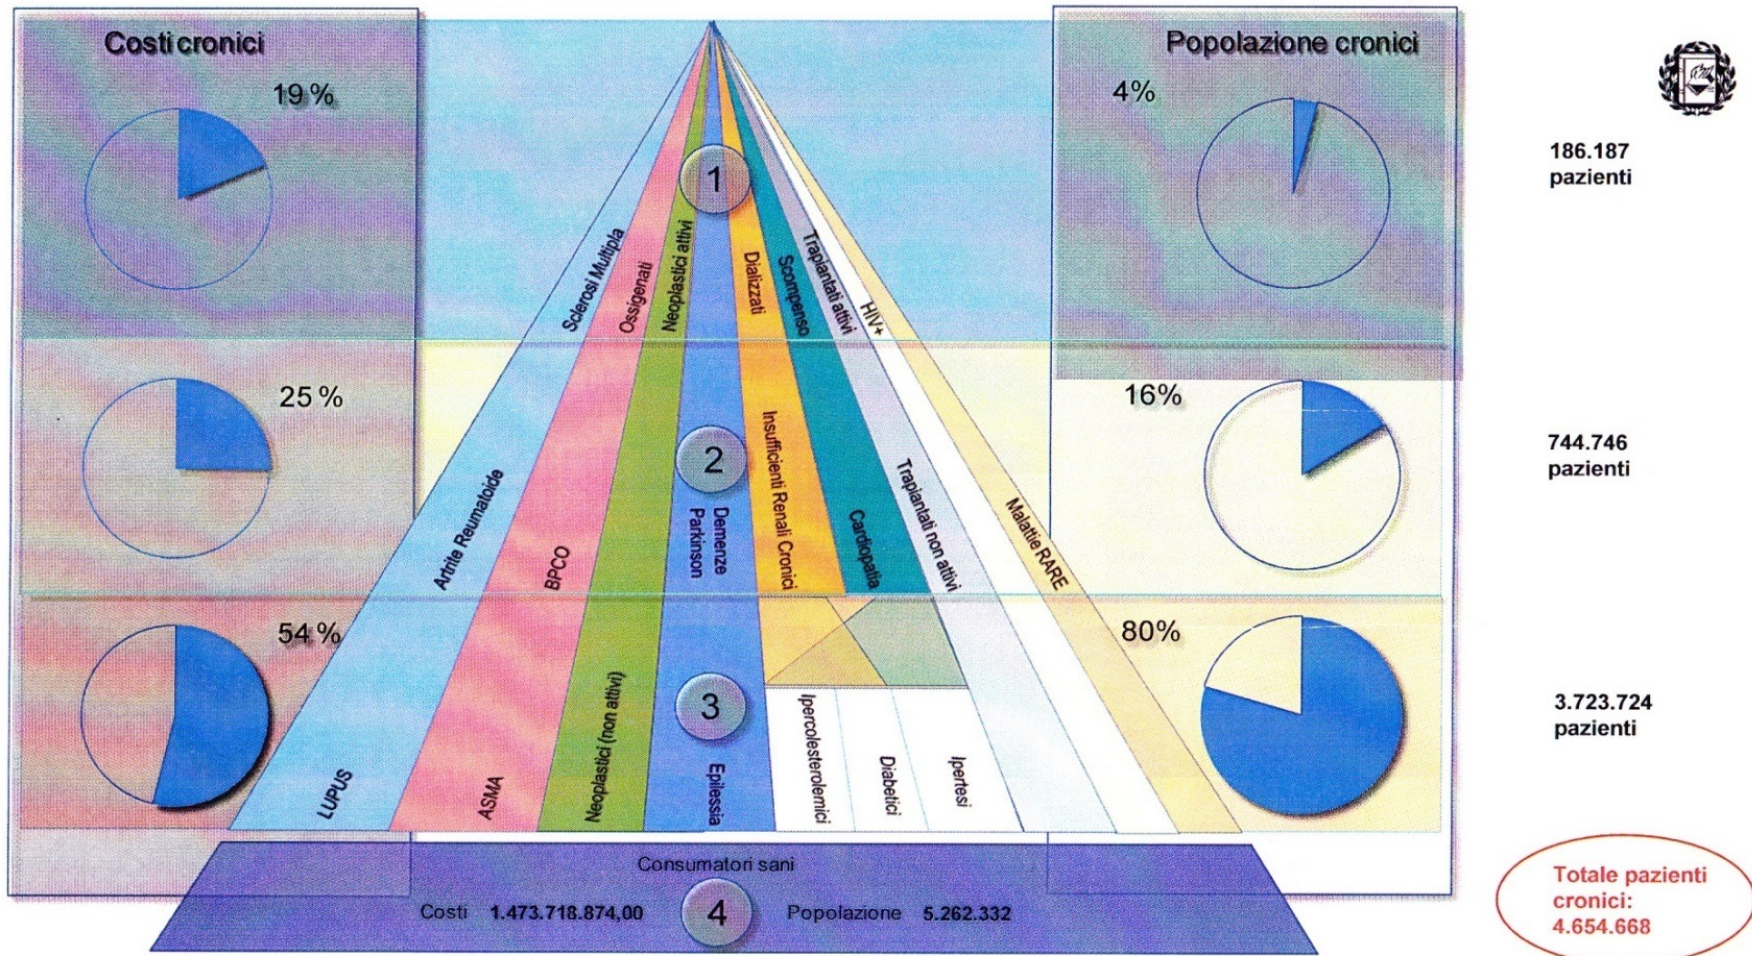 Costi cronici
Popolazione cronici
19 %
4%
186.187
pazienti
1
Sclerosi Multipla
Ossigenati
Neoplastici attivi
Dializzati
Scompenso
Trapiantati attivi
HIV+
25 %
16%
744.746
pazienti
2
Artrite Reumatoide
BPCO
Demenze
Parkinson
Insufficienti Renali Cronici
Cardiopatia
Trapiantati non attivi
Malattie RARE
54 %
80%
3.723.724
pazienti
3
LUPUS
ASMA
Neoplastici (non attivi)
Epilessia
Ipercolesterolemici
Diabetici
Ipertesi
Consumatori sani
Costi 1.473.718.874,00
4
Popolazione 5.262.332
Totale pazienti
cronici:
4.654.668